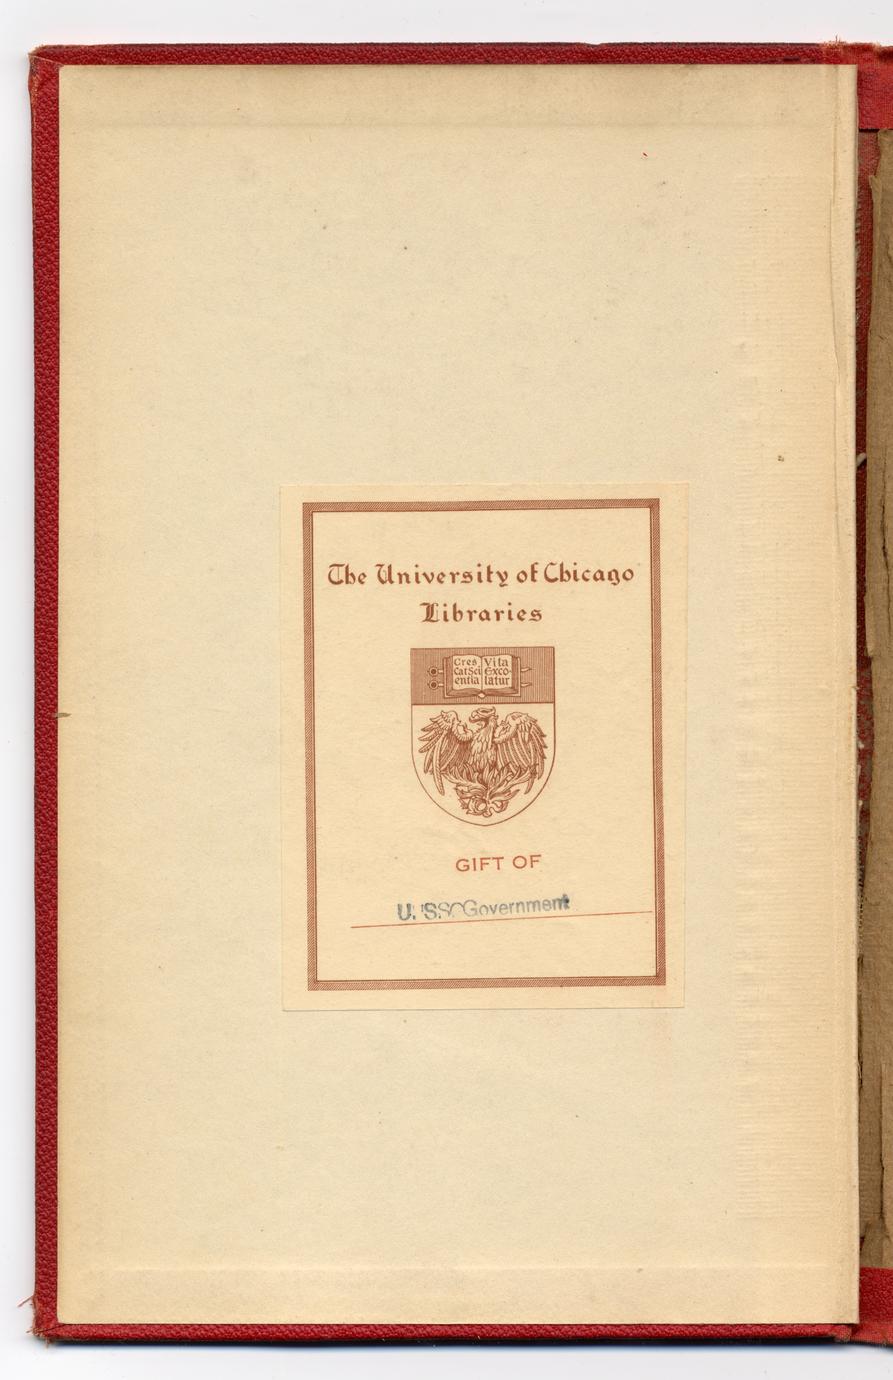 The University of Chicago
Libraries
Cres Vita
Cat Sci Exco-
entia latur
GIFT OF
U. S. Government